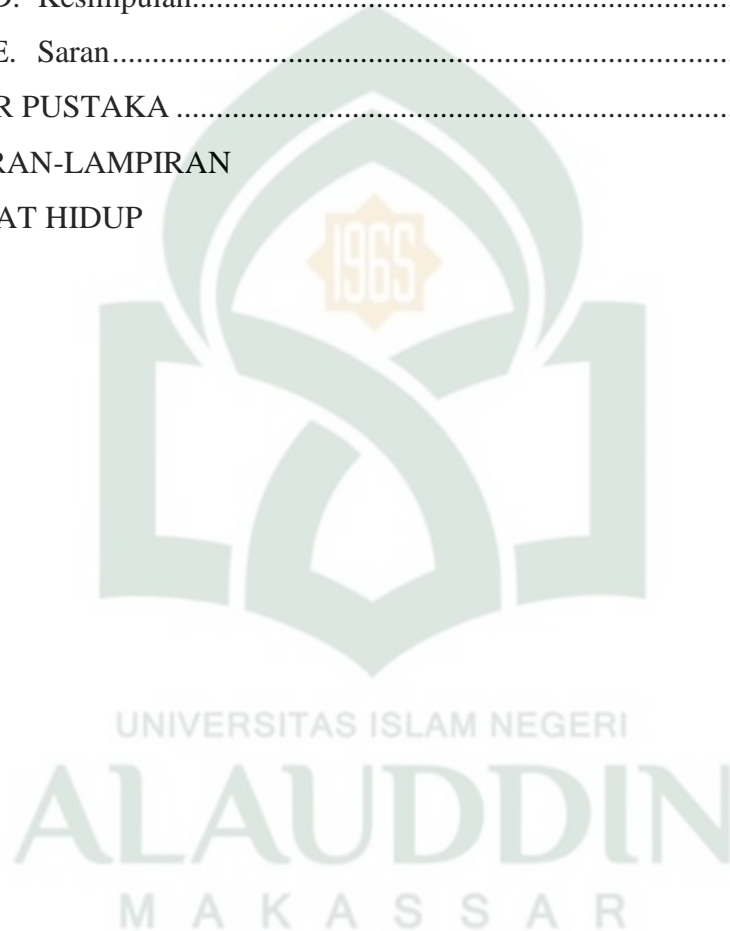 D. Kesimpulan....................................................................
E. Saran..............................................................................
R PUSTAKA ......................................................................
RAN-LAMPIRAN
AT HIDUP
1965
UNIVERSITAS ISLAM NEGERI
ALAUDDIN
M A K A S S A R